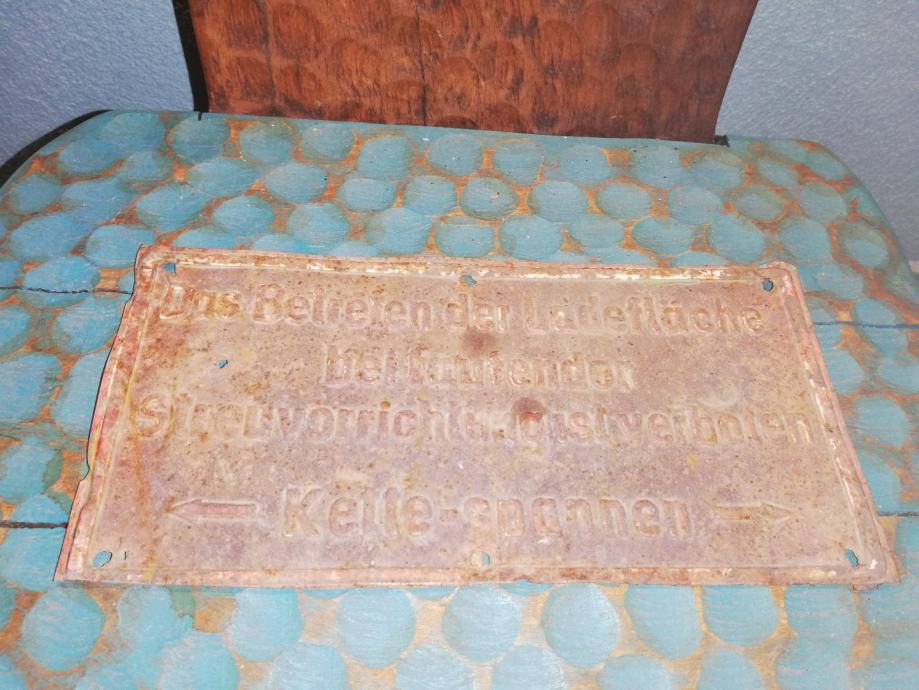 Das Betreten der Ladefläche
bei laufender
Streuvorrichtung ist verboten
← Kette-spannen →